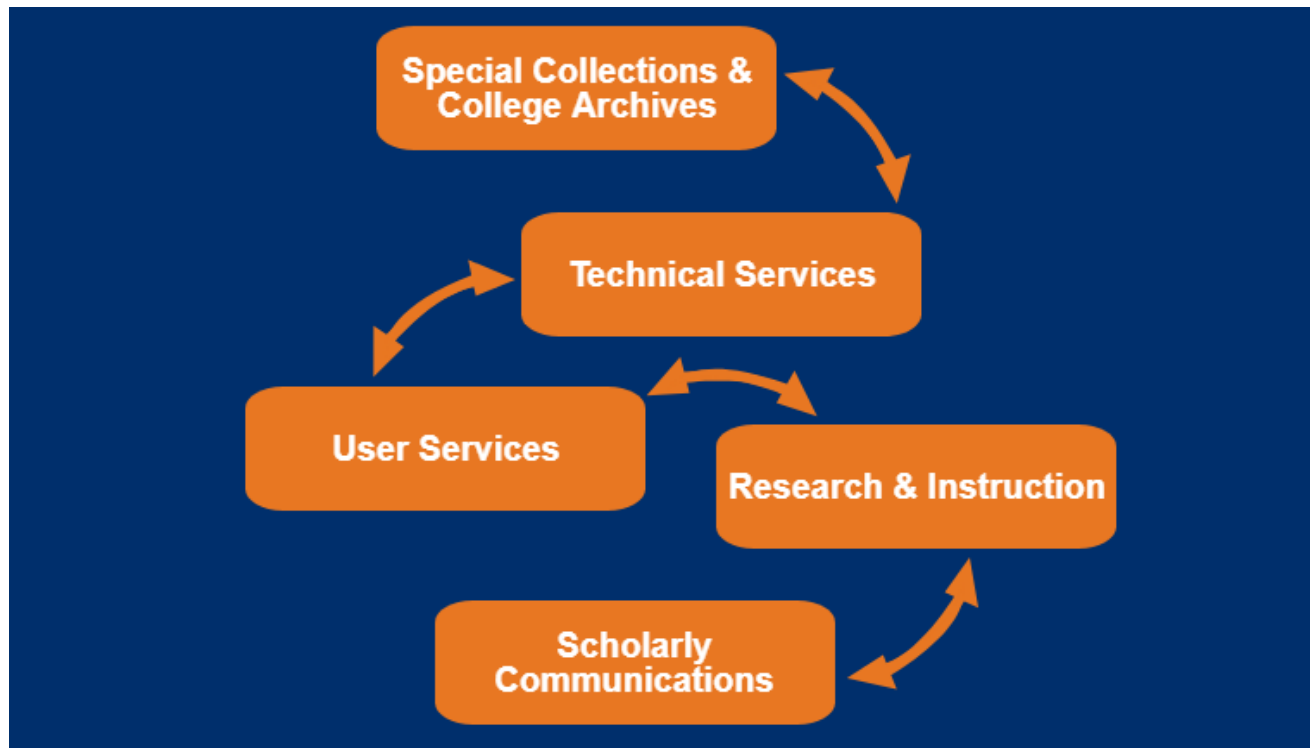 Special Collections &
College Archives
Technical Services
User Services
Research & Instruction
Scholarly
Communications